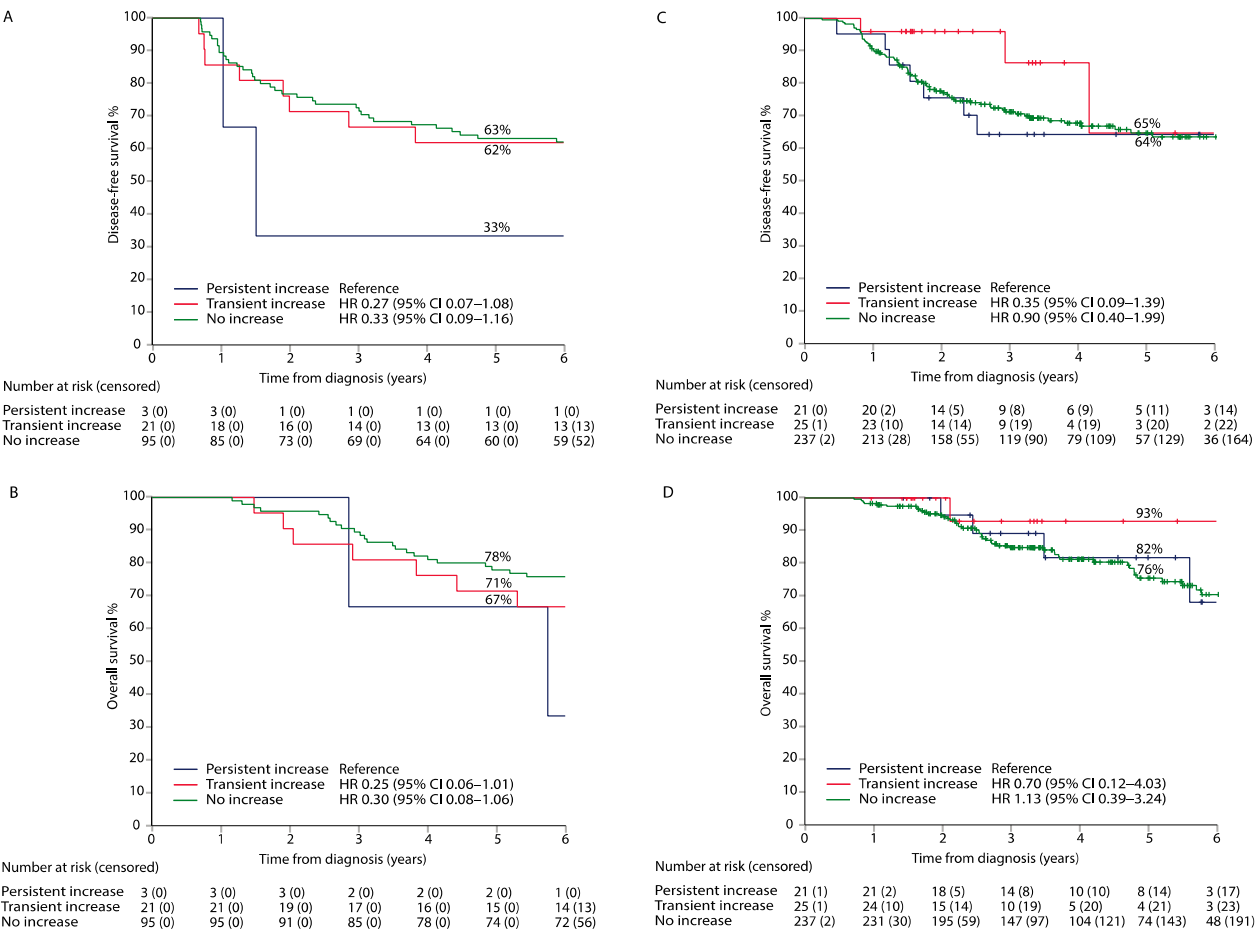 A
Disease-free survival %
100
90
80
70
60
50
40
30
20
10
0
63%
62%
33%
Persistent increase Reference
Transient increase HR 0.27 (95% CI 0.07–1.08)
No increase HR 0.33 (95% CI 0.09–1.16)
0 1 2 3 4 5 6
Time from diagnosis (years)
Number at risk (censored)
Persistent increase 3 (0) 3 (0) 1 (0) 1 (0) 1 (0) 1 (0) 1 (0)
Transient increase 21 (0) 18 (0) 16 (0) 14 (0) 13 (0) 13 (0) 13 (13)
No increase 95 (0) 85 (0) 73 (0) 69 (0) 64 (0) 60 (0) 59 (52)
B
Overall survival %
100
90
80
70
60
50
40
30
20
10
0
78%
71%
67%
Persistent increase Reference
Transient increase HR 0.25 (95% CI 0.06–1.01)
No increase HR 0.30 (95% CI 0.08–1.06)
0 1 2 3 4 5 6
Time from diagnosis (years)
Number at risk (censored)
Persistent increase 3 (0) 3 (0) 3 (0) 2 (0) 2 (0) 2 (0) 1 (0)
Transient increase 21 (0) 21 (0) 19 (0) 17 (0) 16 (0) 15 (0) 14 (13)
No increase 95 (0) 95 (0) 91 (0) 85 (0) 78 (0) 74 (0) 72 (56)
C
Disease-free survival %
100
90
80
70
60
50
40
30
20
10
0
65%
64%
Persistent increase Reference
Transient increase HR 0.35 (95% CI 0.09–1.39)
No increase HR 0.90 (95% CI 0.40–1.99)
0 1 2 3 4 5 6
Time from diagnosis (years)
Number at risk (censored)
Persistent increase 21 (0) 20 (2) 14 (5) 9 (8) 6 (9) 5 (11) 3 (14)
Transient increase 25 (1) 23 (10) 14 (14) 9 (19) 4 (19) 3 (20) 2 (22)
No increase 237 (2) 213 (28) 158 (55) 119 (90) 79 (109) 57 (129) 36 (164)
D
Overall survival %
100
90
80
70
60
50
40
30
20
10
0
93%
82%
76%
Persistent increase Reference
Transient increase HR 0.70 (95% CI 0.12–4.03)
No increase HR 1.13 (95% CI 0.39–3.24)
0 1 2 3 4 5 6
Time from diagnosis (years)
Number at risk (censored)
Persistent increase 21 (1) 21 (2) 18 (5) 14 (8) 10 (10) 8 (14) 3 (17)
Transient increase 25 (1) 24 (10) 15 (14) 10 (19) 5 (20) 4 (21) 3 (23)
No increase 237 (2) 231 (30) 195 (59) 147 (97) 104 (121) 74 (143) 48 (191)